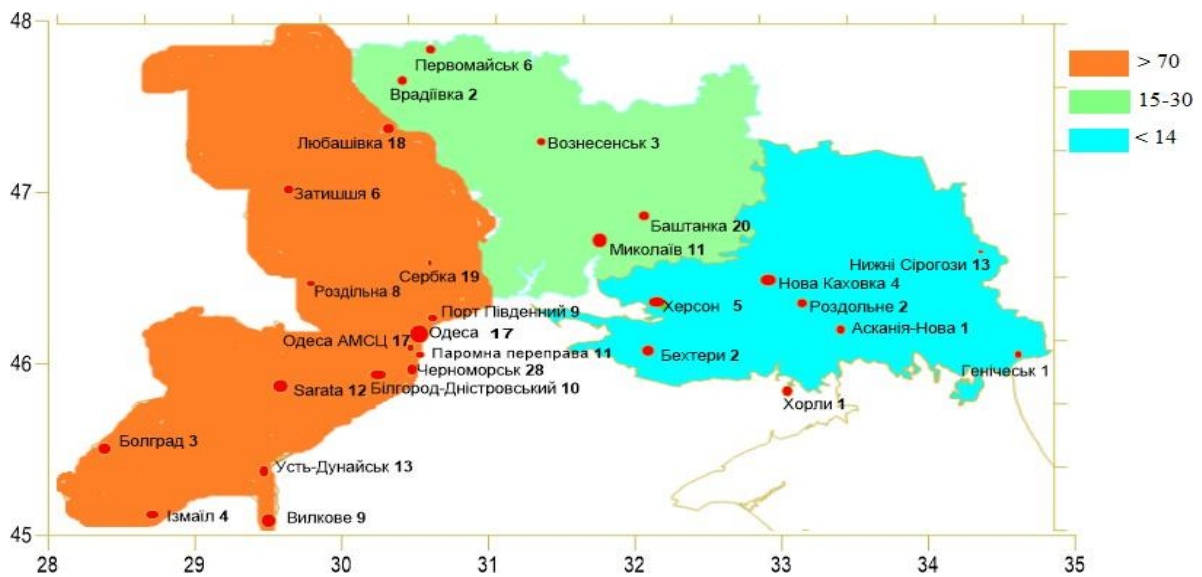 48
> 70
Первомайськ 6
Врадіївка 2
15-30
Любашівка 18
Вознесенськ 3
< 14
47
Затишшя 6
Баштанка 20
Миколаїв 11
Сербка 19
Нижні Сірогози 13
Роздільна 8
Нова Каховка 4
Порт Південний 9
Херсон 5
Роздольне 2
Одеса 17
Одеса АМСЦ 17
Асканія-Нова 1
46
Паромна переправа 11
Бехтери 2
Черноморськ 28
Генічеськ 1
Sarata 12
Білгород-Дністровський 10
Хорли 1
Болград 3
Усть-Дунайськ 13
Ізмаїл 4
Вилкове 9
45
28 29 30 31 32 33 34 35